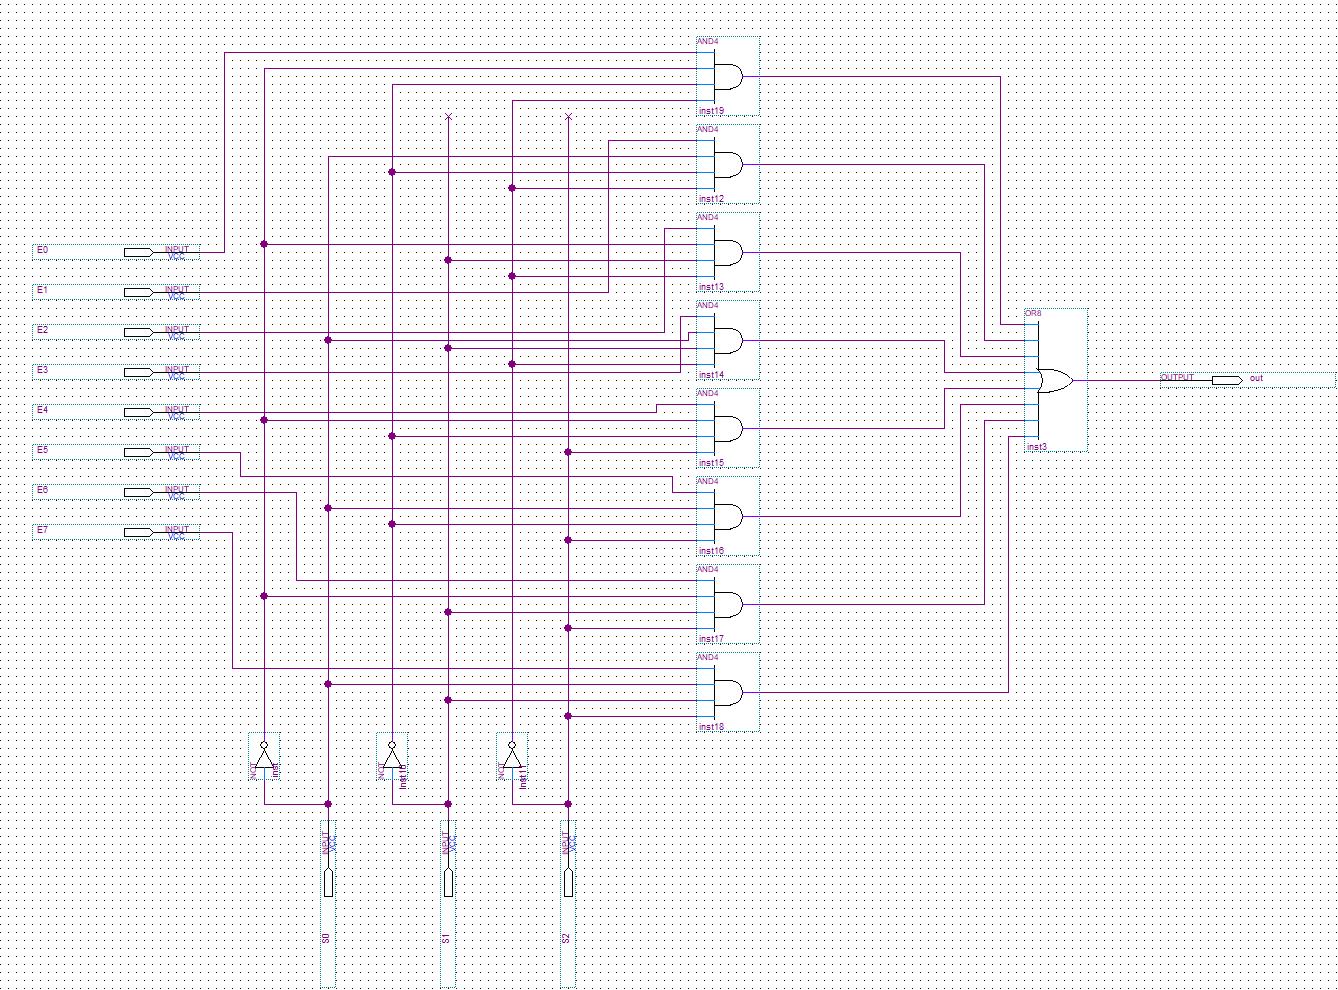 AND4
inst19
AND4
inst12
AND4
inst13
E0 INPUT VCC
E1 INPUT VCC
AND4
OR8
E2 INPUT VCC
E3 INPUT VCC
inst14
OUTPUT out
AND4
E4 INPUT VCC
inst3
E5 INPUT VCC
inst15
AND4
E6 INPUT VCC
E7 INPUT VCC
inst16
AND4
inst17
AND4
inst18
NOT inst
NOT inst10
NOT inst11
INPUT VCC
INPUT VCC
INPUT VCC
S0
S1
S2